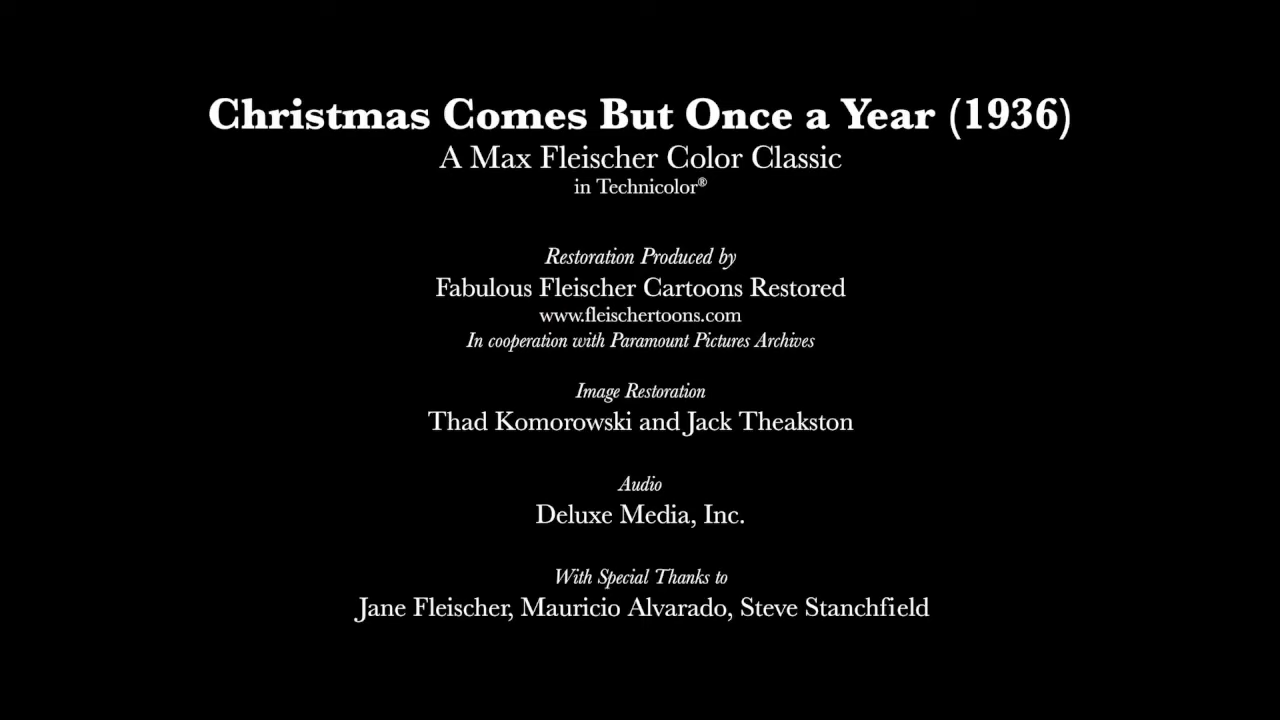 Christmas Comes But Once a Year (1936)
A Max Fleischer Color Classic
in Technicolor®
Restoration Produced by
Fabulous Fleischer Cartoons Restored
www.fleischertoons.com
In cooperation with Paramount Pictures Archives
Image Restoration
Thad Komorowski and Jack Theakston
Audio
Deluxe Media, Inc.
With Special Thanks to
Jane Fleischer, Mauricio Alvarado, Steve Stanchfield